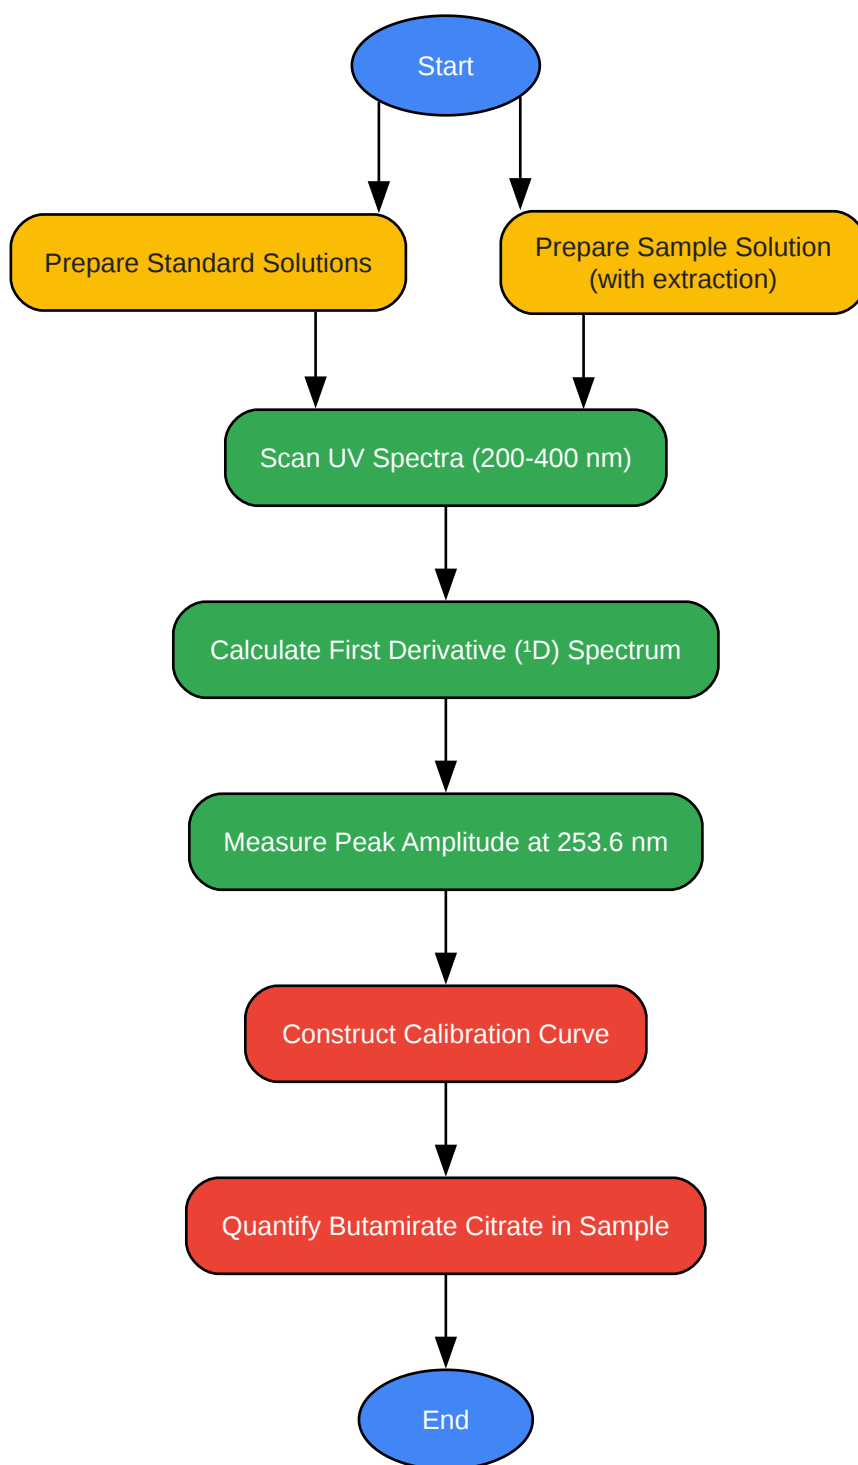 Start
Prepare Standard Solutions
Prepare Sample Solution
(with extraction)
Scan UV Spectra (200-400 nm)
Calculate First Derivative (¹D) Spectrum
Measure Peak Amplitude at 253.6 nm
Construct Calibration Curve
Quantify Butamirate Citrate in Sample
End